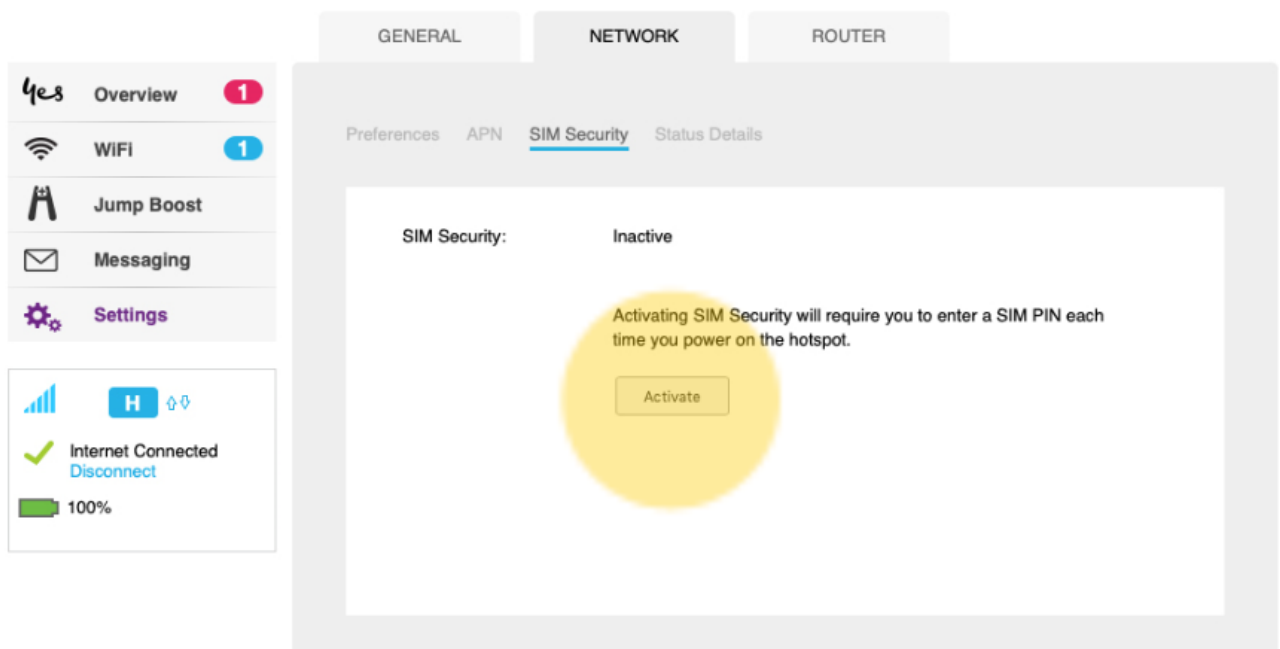 GENERAL NETWORK ROUTER
yes Overview 1
WiFi 1
Jump Boost
Messaging
Settings
H
Internet Connected
Disconnect
100%
Preferences APN SIM Security Status Details
SIM Security: Inactive
Activating SIM Security will require you to enter a SIM PIN each
time you power on the hotspot.
Activate